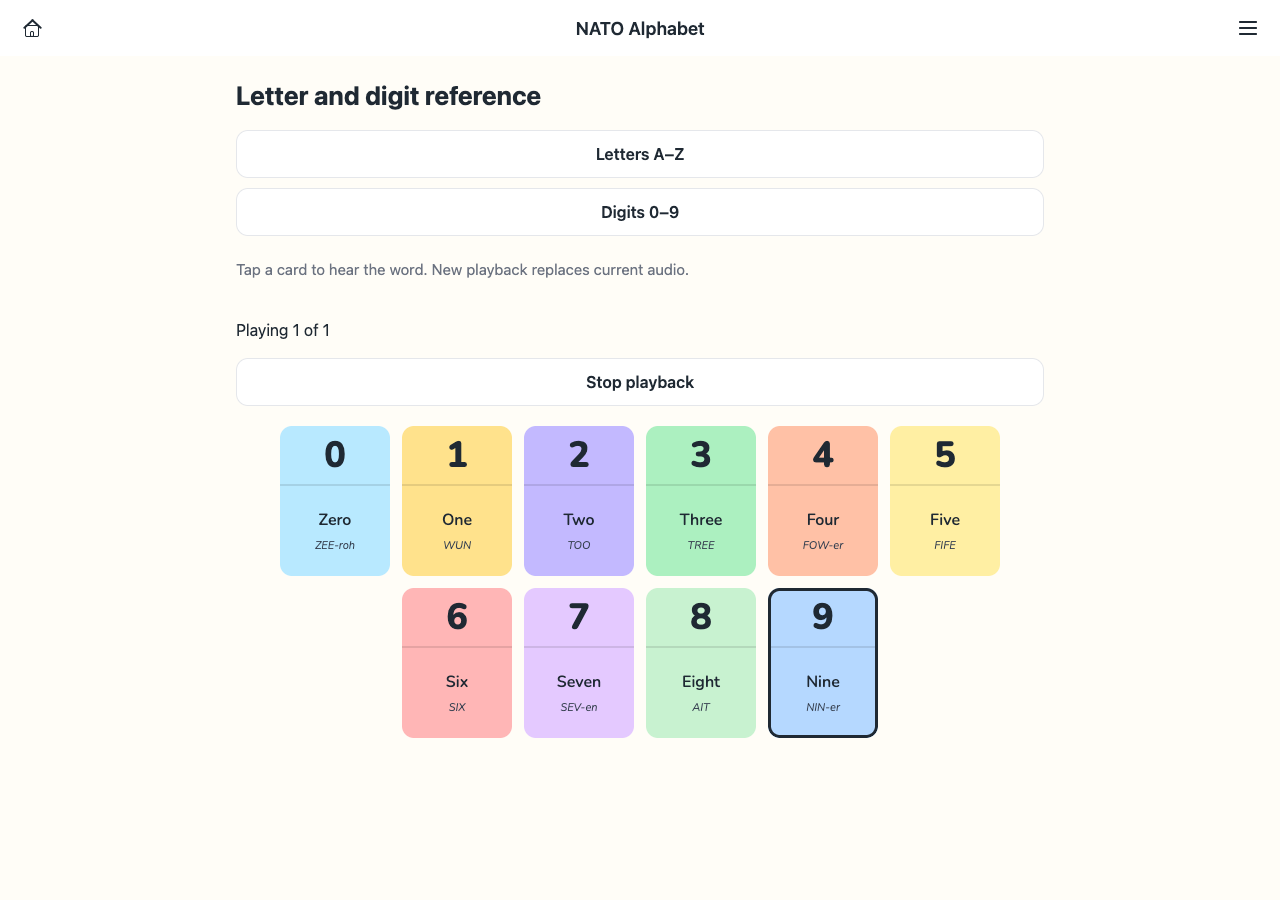 NATO Alphabet
Letter and digit reference
Letters A–Z
Digits 0–9
Tap a card to hear the word. New playback replaces current audio.
Playing 1 of 1
Stop playback
0 1 2 3 4 5
Zero One Two Three Four Five
ZEE-roh WUN TOO TREE FOW-er FIFE
6 7 8 9
Six Seven Eight Nine
SIX SEV-en AIT NIN-er